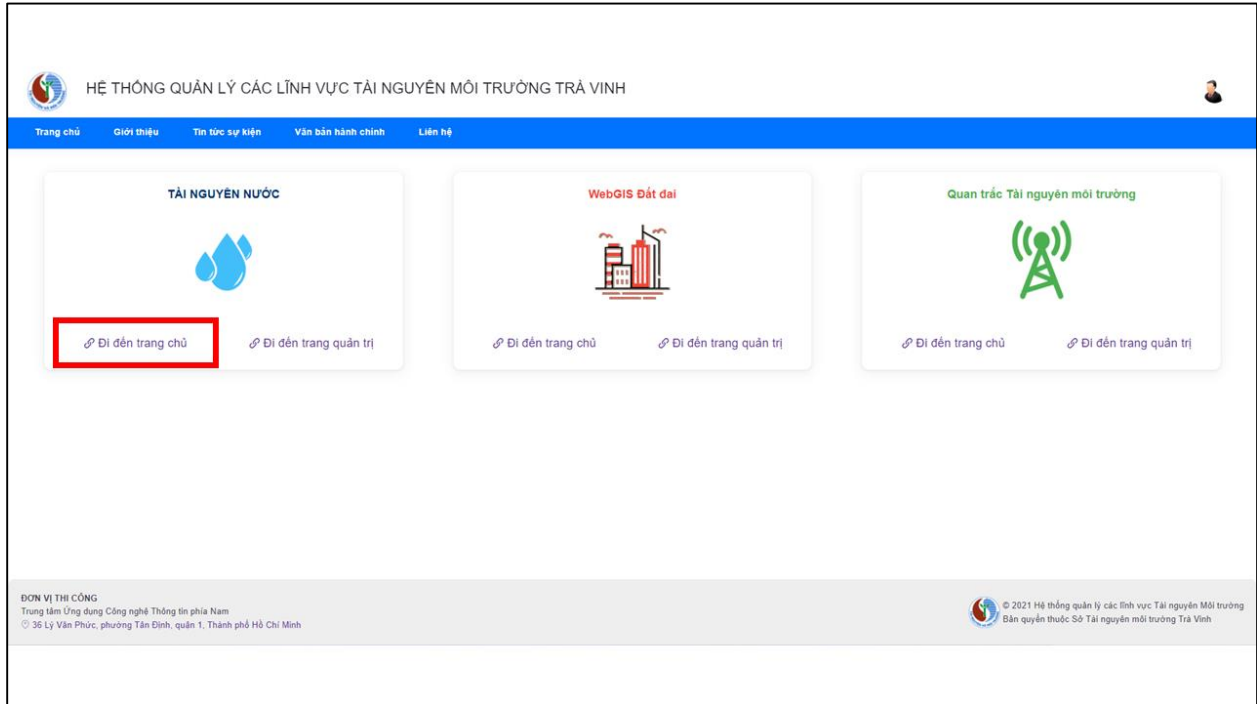 HỆ THỐNG QUẢN LÝ CÁC LĨNH VỰC TÀI NGUYÊN MÔI TRƯỜNG TRÀ VINH
Trang chủ Giới thiệu Tin tức sự kiện Văn bản hành chính Liên hệ
TÀI NGUYÊN NƯỚC
Đi đến trang chủ Đi đến trang quản trị
WebGIS Đất đai
Đi đến trang chủ Đi đến trang quản trị
Quan trắc Tài nguyên môi trường
Đi đến trang chủ Đi đến trang quản trị
ĐƠN VỊ THI CÔNG
Trung tâm Ứng dụng Công nghệ Thông tin phía Nam
36 Lý Văn Phức, phường Tân Định, quận 1, Thành phố Hồ Chí Minh
© 2021 Hệ thống quản lý các lĩnh vực Tài nguyên Môi trường
Bản quyền thuộc Sở Tài nguyên môi trường Trà Vinh